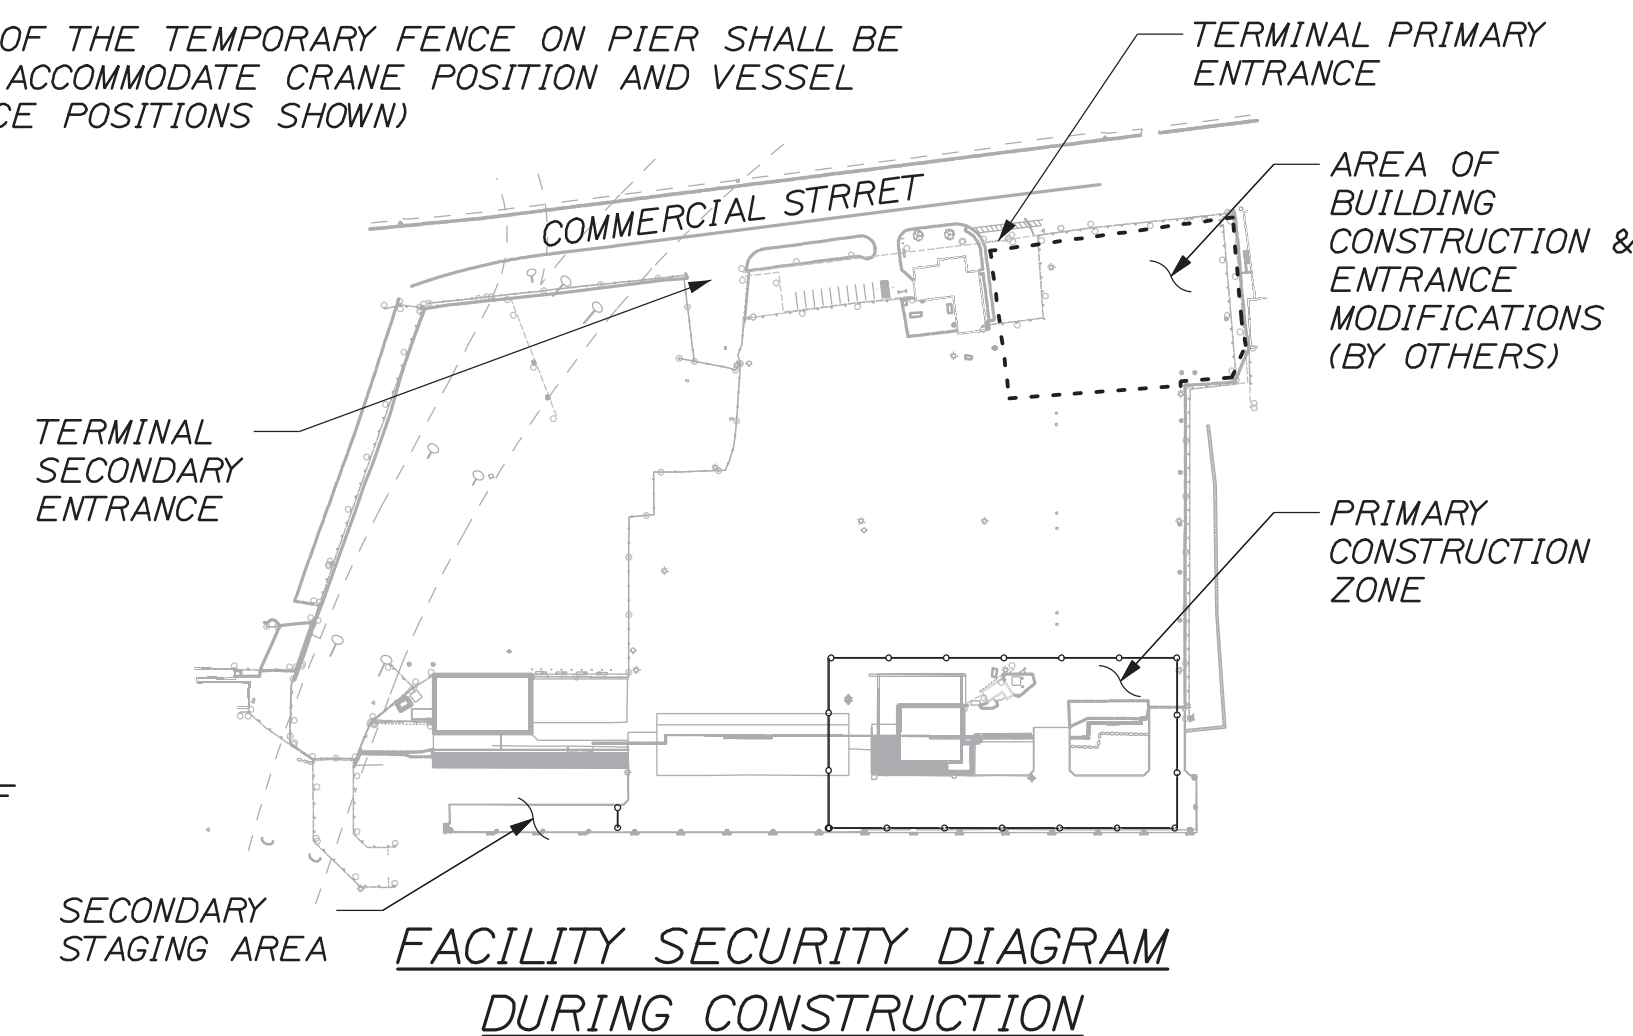 OF THE TEMPORARY FENCE ON PIER SHALL BE
ACCOMMODATE CRANE POSITION AND VESSEL
CE POSITIONS SHOWN)
TERMINAL PRIMARY
ENTRANCE
COMMERCIAL STRRET
AREA OF
BUILDING
CONSTRUCTION &
ENTRANCE
MODIFICATIONS
(BY OTHERS)
TERMINAL
SECONDARY
ENTRANCE
PRIMARY
CONSTRUCTION
ZONE
SECONDARY
STAGING AREA
FACILITY SECURITY DIAGRAM
DURING CONSTRUCTION